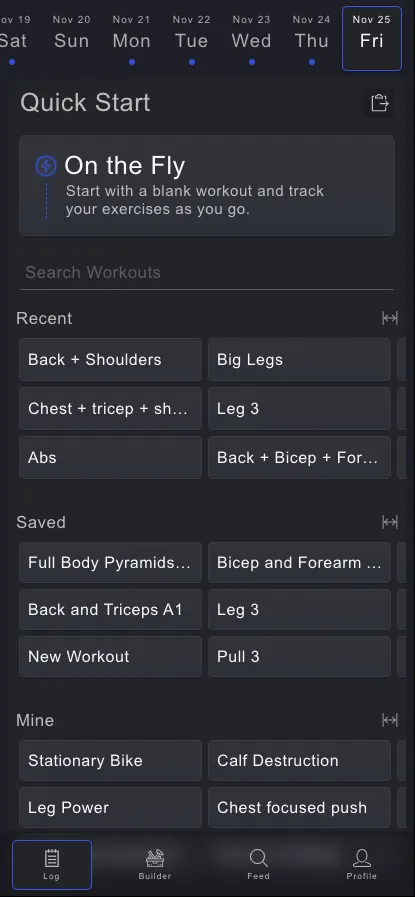 ov 19 Nov 20 Nov 21 Nov 22 Nov 23 Nov 24 Nov 25
Sat Sun Mon Tue Wed Thu Fri
Quick Start
On the Fly
Start with a blank workout and track
your exercises as you go.
Search Workouts
Recent
Back + Shoulders Big Legs
Chest + tricep + sh... Leg 3
Abs Back + Bicep + For...
Saved
Full Body Pyramids... Bicep and Forearm ...
Back and Triceps A1 Leg 3
New Workout Pull 3
Mine
Stationary Bike Calf Destruction
Leg Power Chest focused push
Log Builder Feed Profile